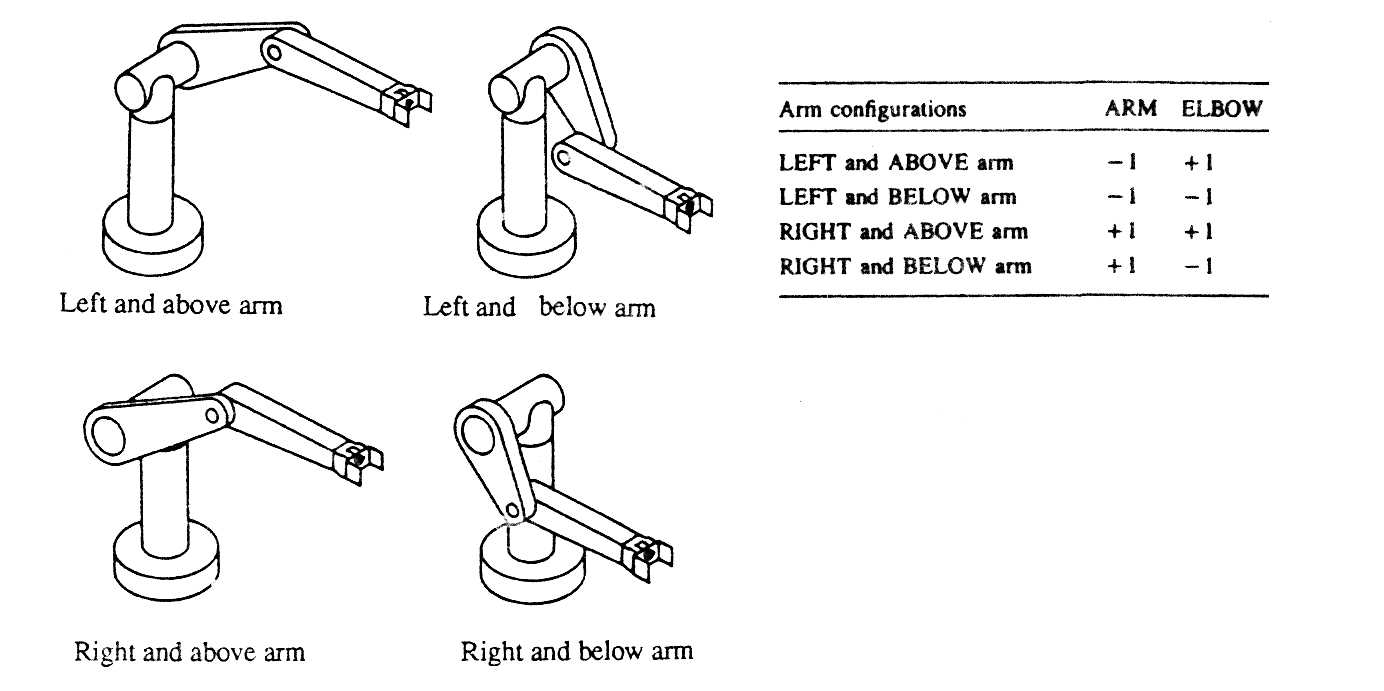 Arm configurations ARM ELBOW
LEFT and ABOVE arm −1 +1
LEFT and BELOW arm −1 −1
RIGHT and ABOVE arm +1 +1
RIGHT and BELOW arm +1 −1
Left and above arm
Left and below arm
Right and above arm
Right and below arm